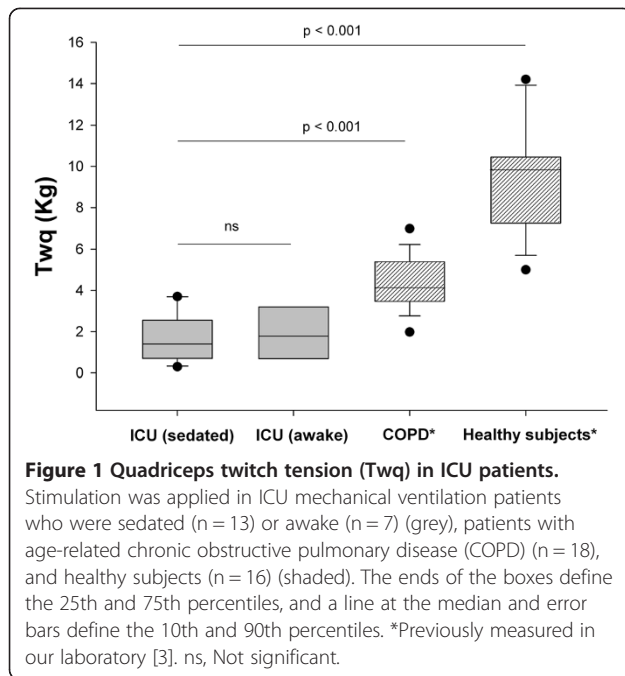 p < 0.001
16
14
p < 0.001
12
10
Twq (Kg)
8
ns
6
4
2
0
ICU (sedated) ICU (awake) COPD* Healthy subjects*
Figure 1 Quadriceps twitch tension (Twq) in ICU patients.
Stimulation was applied in ICU mechanical ventilation patients
who were sedated (n = 13) or awake (n = 7) (grey), patients with
age-related chronic obstructive pulmonary disease (COPD) (n = 18),
and healthy subjects (n = 16) (shaded). The ends of the boxes define
the 25th and 75th percentiles, and a line at the median and error
bars define the 10th and 90th percentiles. *Previously measured in
our laboratory [3]. ns, Not significant.